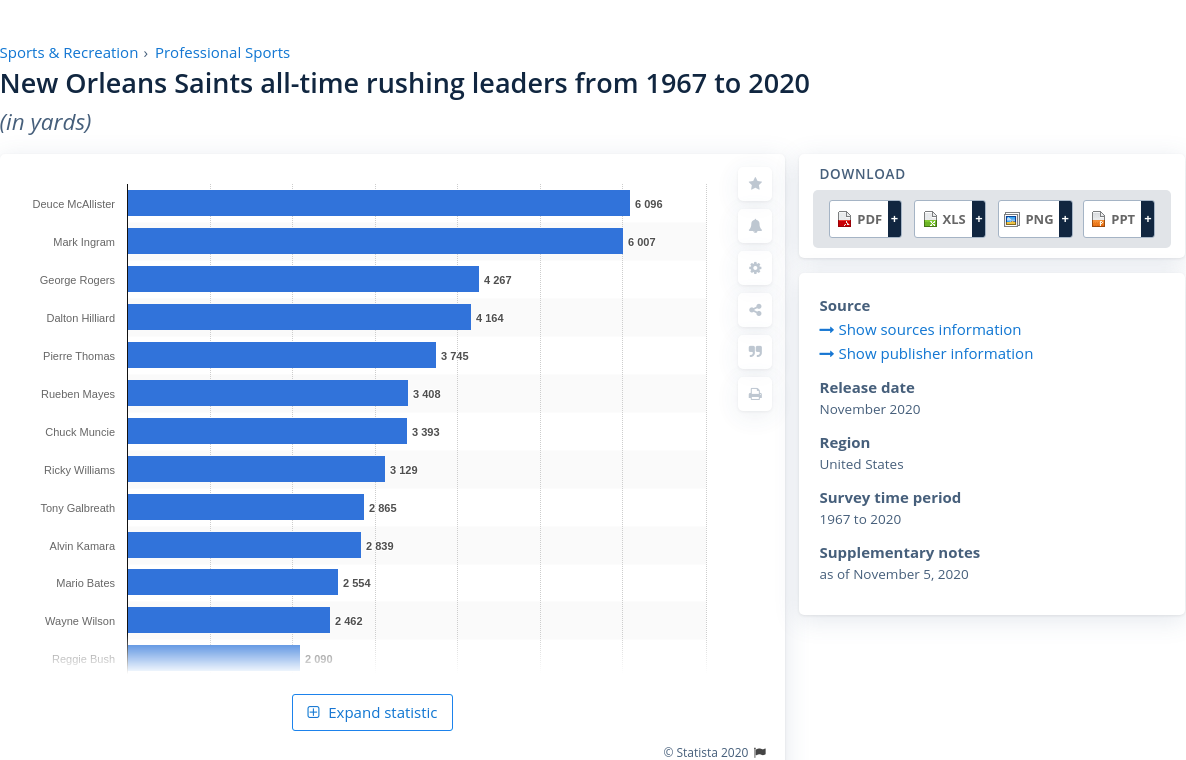 Sports & Recreation › Professional Sports
New Orleans Saints all-time rushing leaders from 1967 to 2020
(in yards)
Deuce McAllister 6 096
Mark Ingram 6 007
George Rogers 4 267
Dalton Hilliard 4 164
Pierre Thomas 3 745
Rueben Mayes 3 408
Chuck Muncie 3 393
Ricky Williams 3 129
Tony Galbreath 2 865
Alvin Kamara 2 839
Mario Bates 2 554
Wayne Wilson 2 462
Reggie Bush 2 090
Expand statistic
© Statista 2020
DOWNLOAD
PDF + XLS + PNG + PPT +
Source
Show sources information
Show publisher information
Release date
November 2020
Region
United States
Survey time period
1967 to 2020
Supplementary notes
as of November 5, 2020